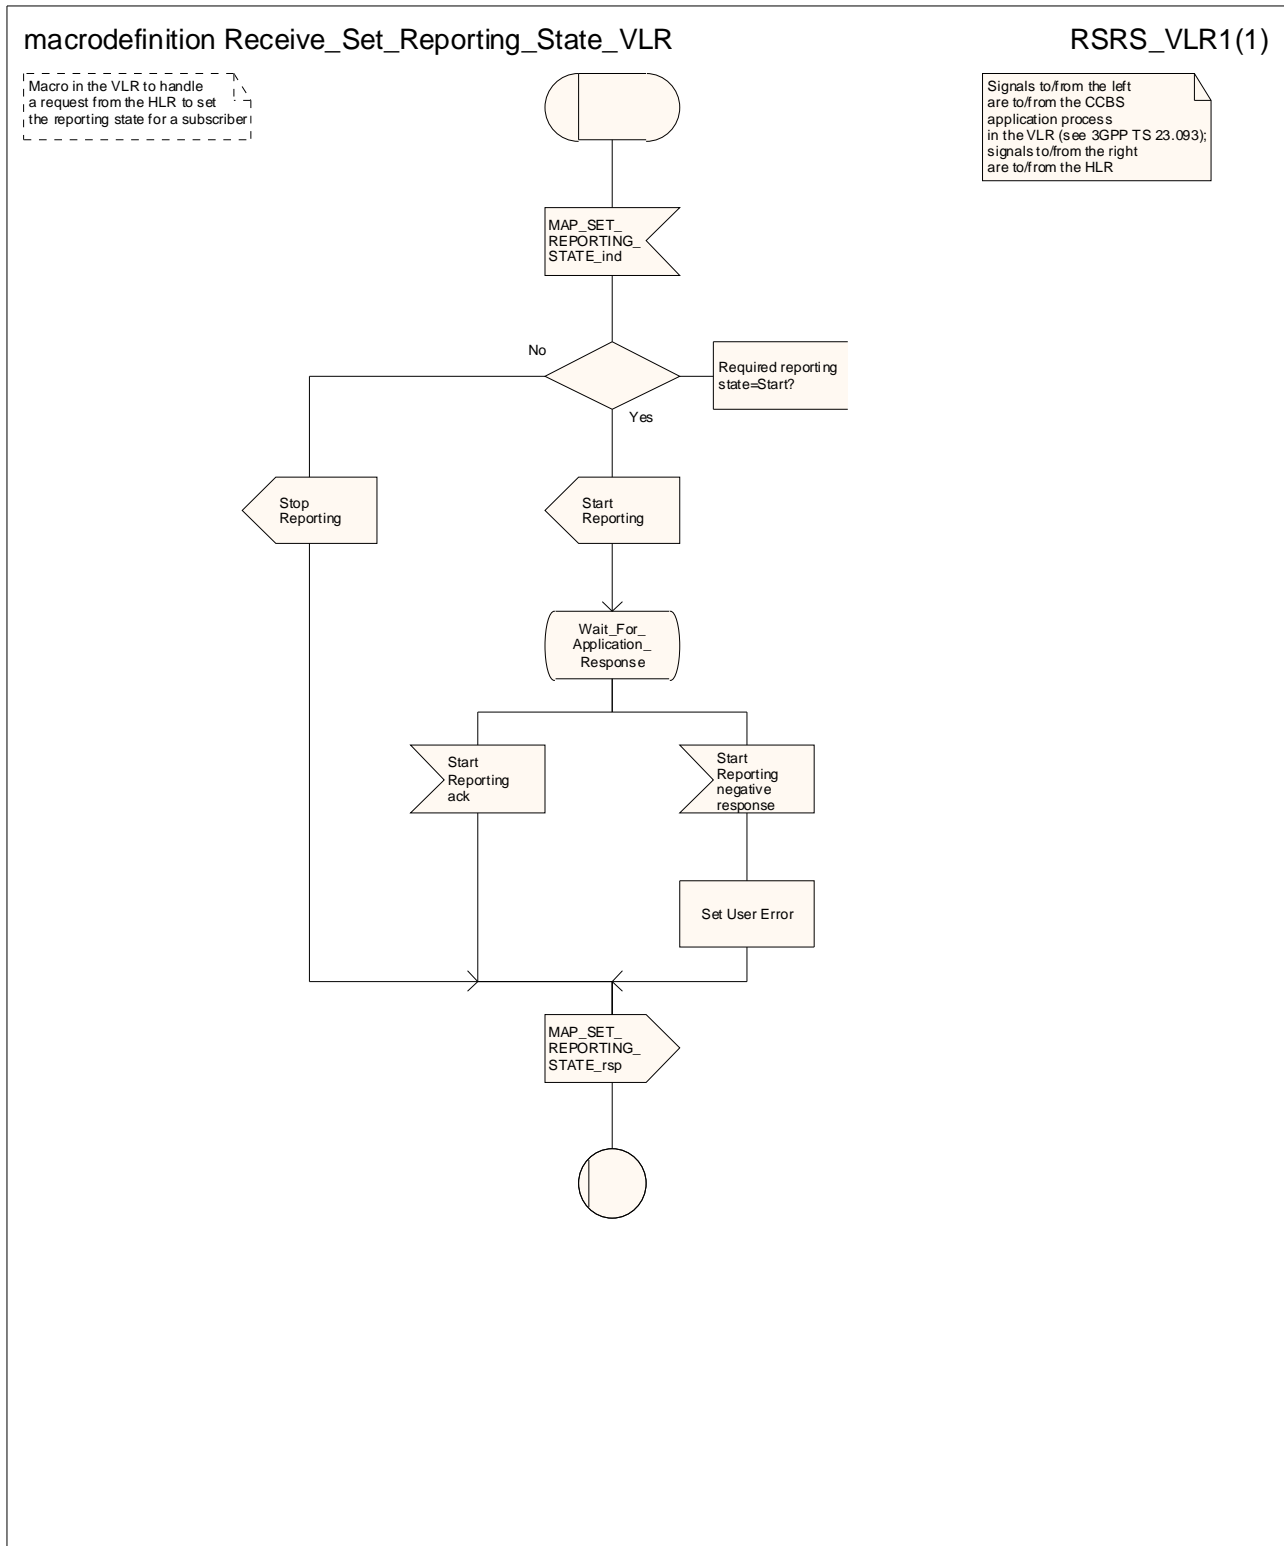 macrodefinition Receive_Set_Reporting_State_VLR
RSRS_VLR1(1)
Macro in the VLR to handle
a request from the HLR to set
the reporting state for a subscriber
Signals to/from the left
are to/from the CCBS
application process
in the VLR (see 3GPP TS 23.093);
signals to/from the right
are to/from the HLR
MAP_SET_
REPORTING_
STATE_ind
No
Required reporting
state=Start?
Yes
Stop
Reporting
Start
Reporting
Wait_For_
Application_
Response
Start
Reporting
ack
Start
Reporting
negative
response
Set User Error
MAP_SET_
REPORTING_
STATE_rsp